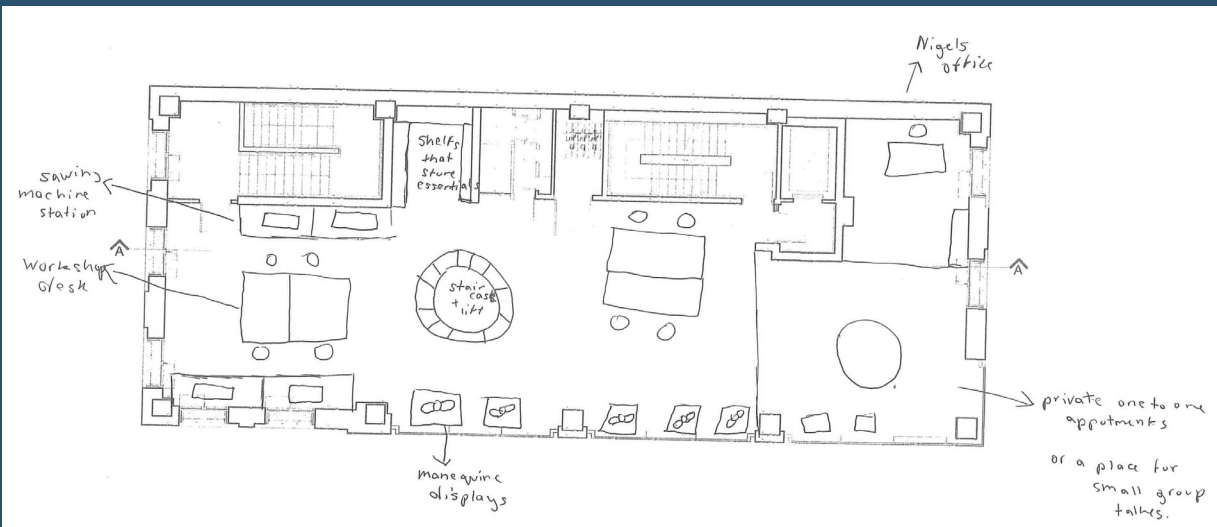 Nigels
office
Shelfs
that
store
essentials
sawing
machine
station
A
A
Workshop
desk
stair
case
+
lift
manequine
displays
private one to one
appotments
or a place for
small group
talkes.